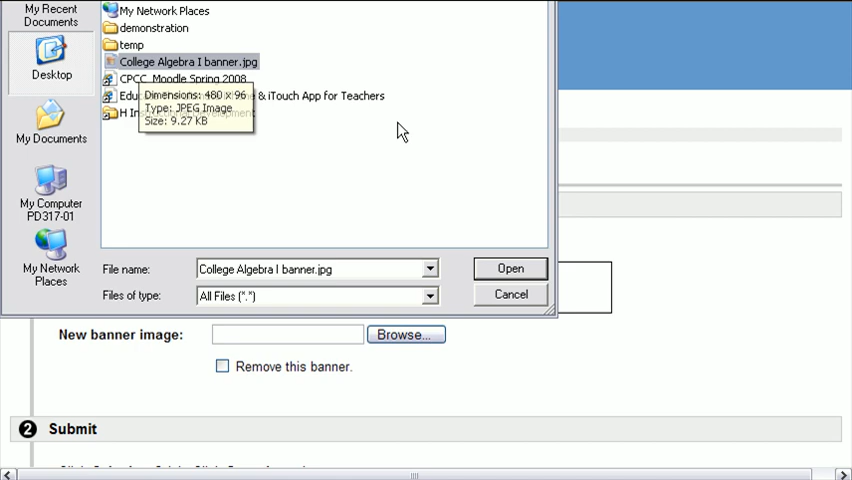 My Recent
Documents
Desktop
My Documents
My Computer
PD317-01
My Network
Places
My Network Places
demonstration
temp
College Algebra I banner.jpg
CPCC Moodle Spring 2008
& iTouch App for Teachers
Dimensions: 480 x 96
Type: JPEG Image
Size: 9.27 KB
File name:
College Algebra I banner.jpg
Open
Files of type:
All Files (*.*)
Cancel
New banner image:
Browse...
Remove this banner.
2 Submit